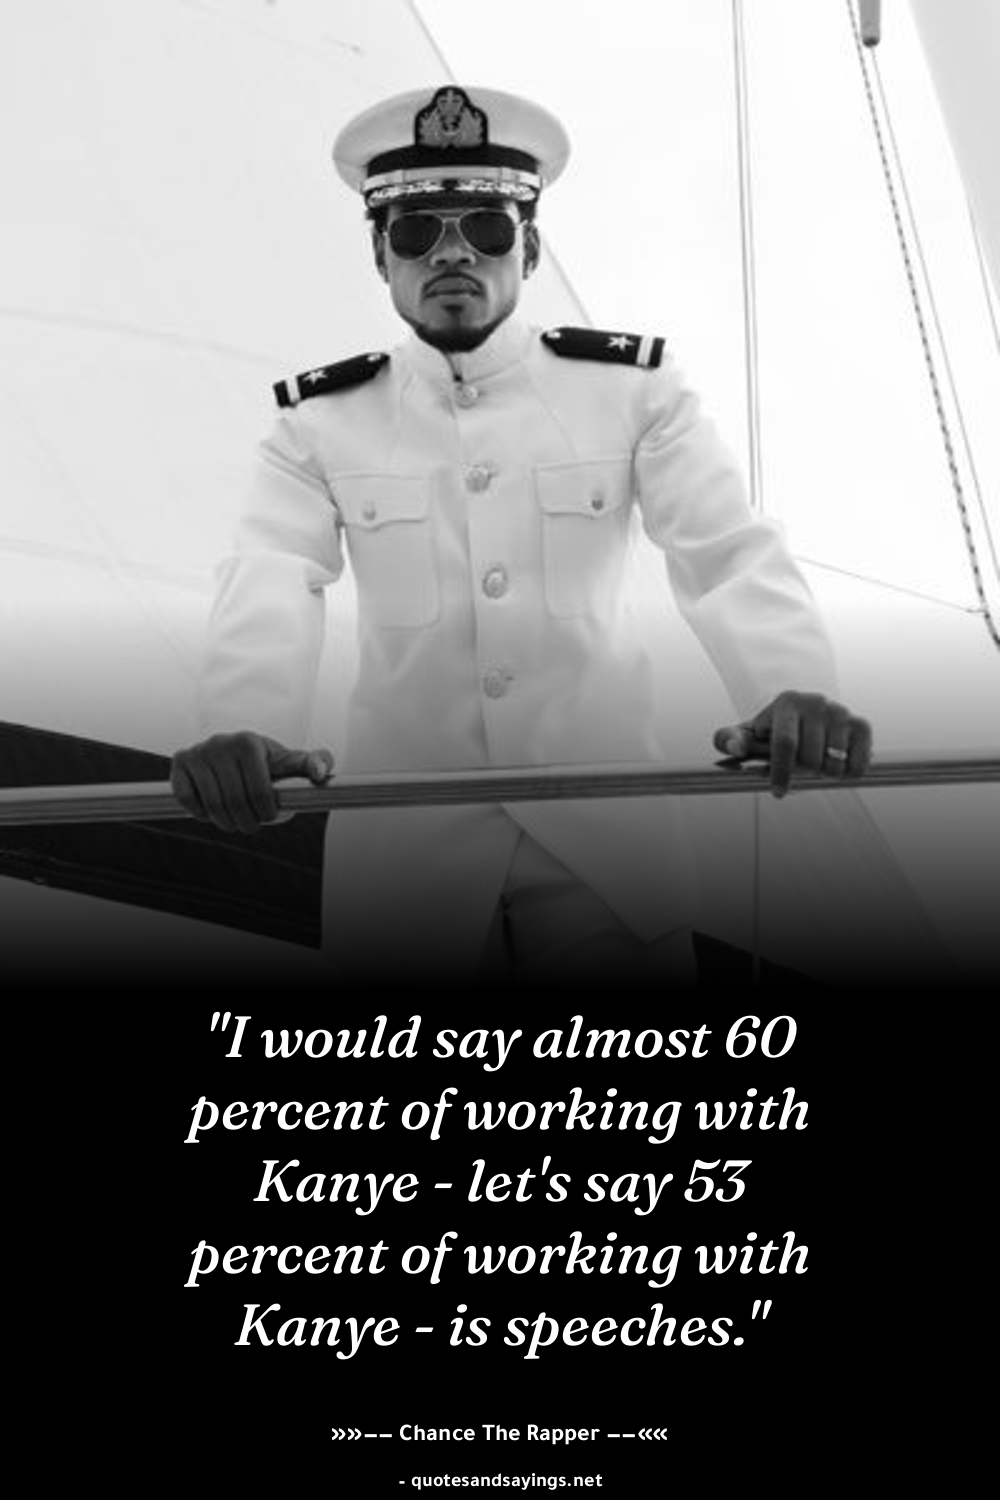 "I would say almost 60
percent of working with
Kanye - let's say 53
percent of working with
Kanye - is speeches."
»»–– Chance The Rapper ––««
- quotesandsayings.net